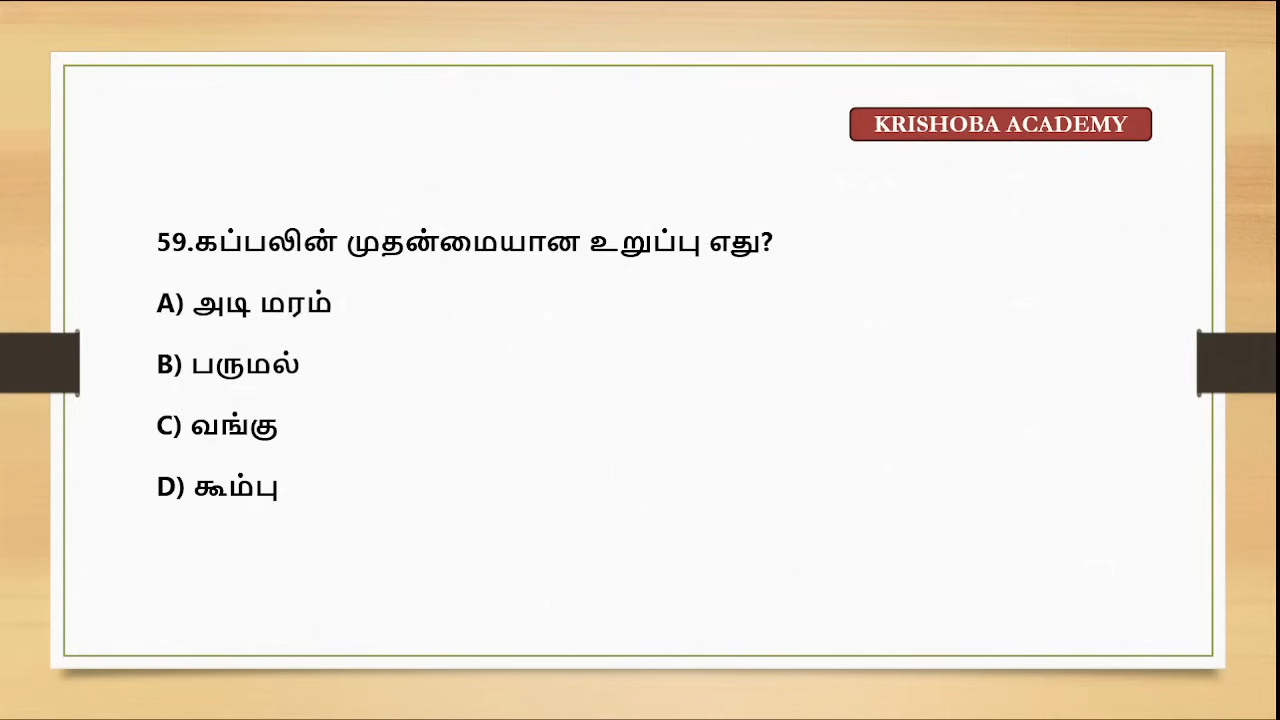 KRISHOBA ACADEMY
59.கப்பலின் முதன்மையான உறுப்பு எது?
A) அடி மரம்
B) பருமல்
C) வங்கு
D) கூம்பு